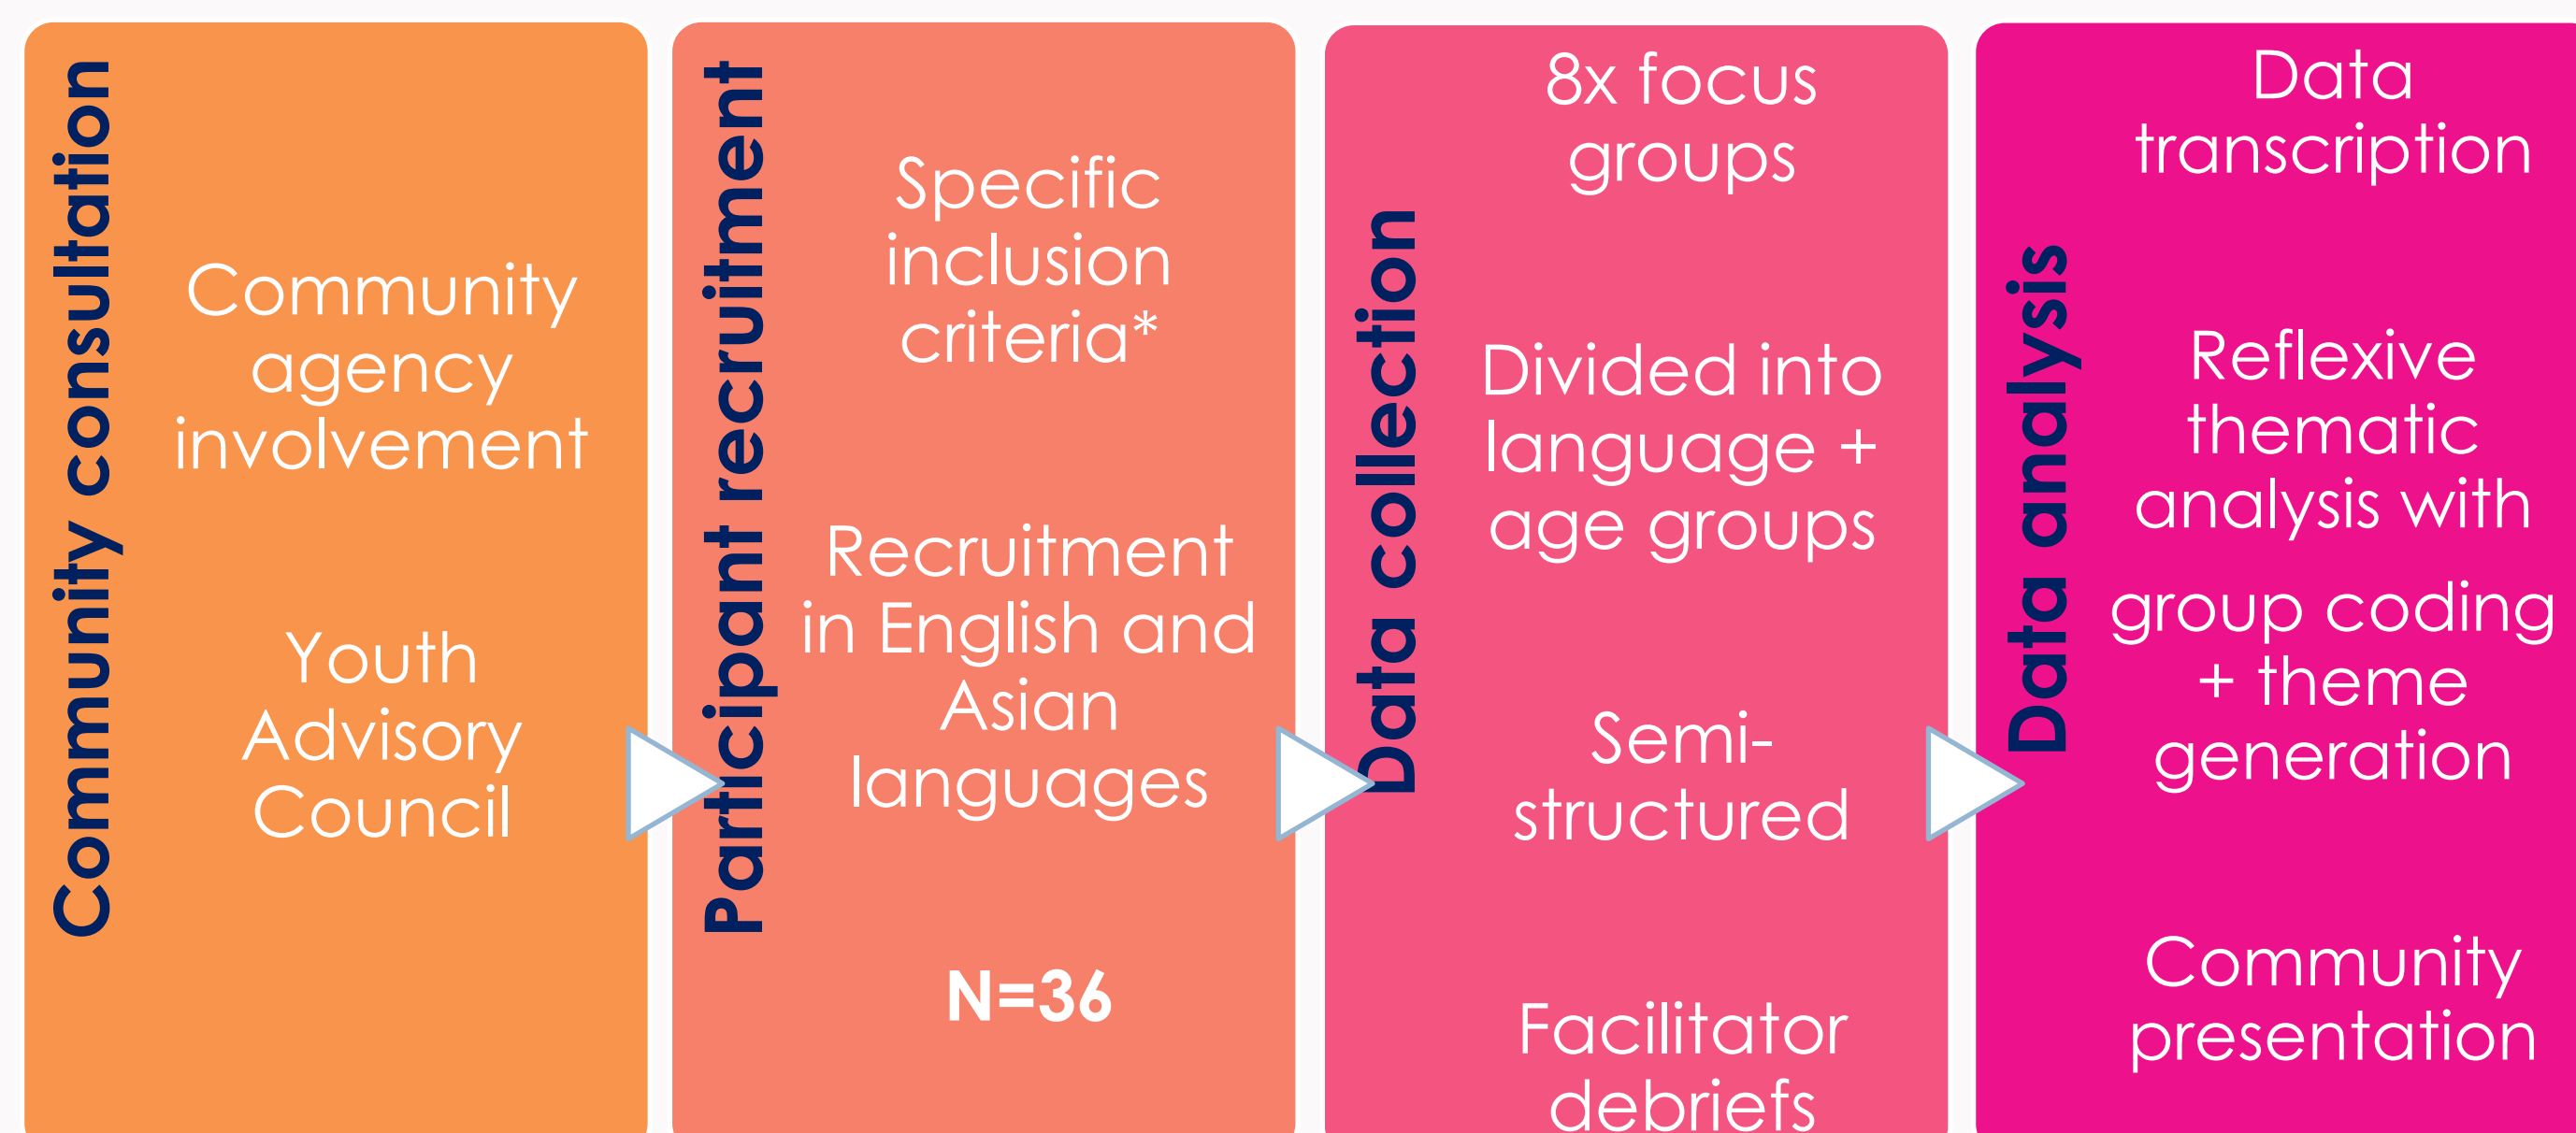 Community consultation
Community
agency
involvement
Youth
Advisory
Council
Participant recruitment
Specific
inclusion
criteria*
Recruitment
in English and
Asian
languages
N=36
Data collection
8x focus
groups
Divided into
language +
age groups
Semi-
structured
Facilitator
debriefs
Data analysis
Data
transcription
Reflexive
thematic
analysis with
group coding
+ theme
generation
Community
presentation